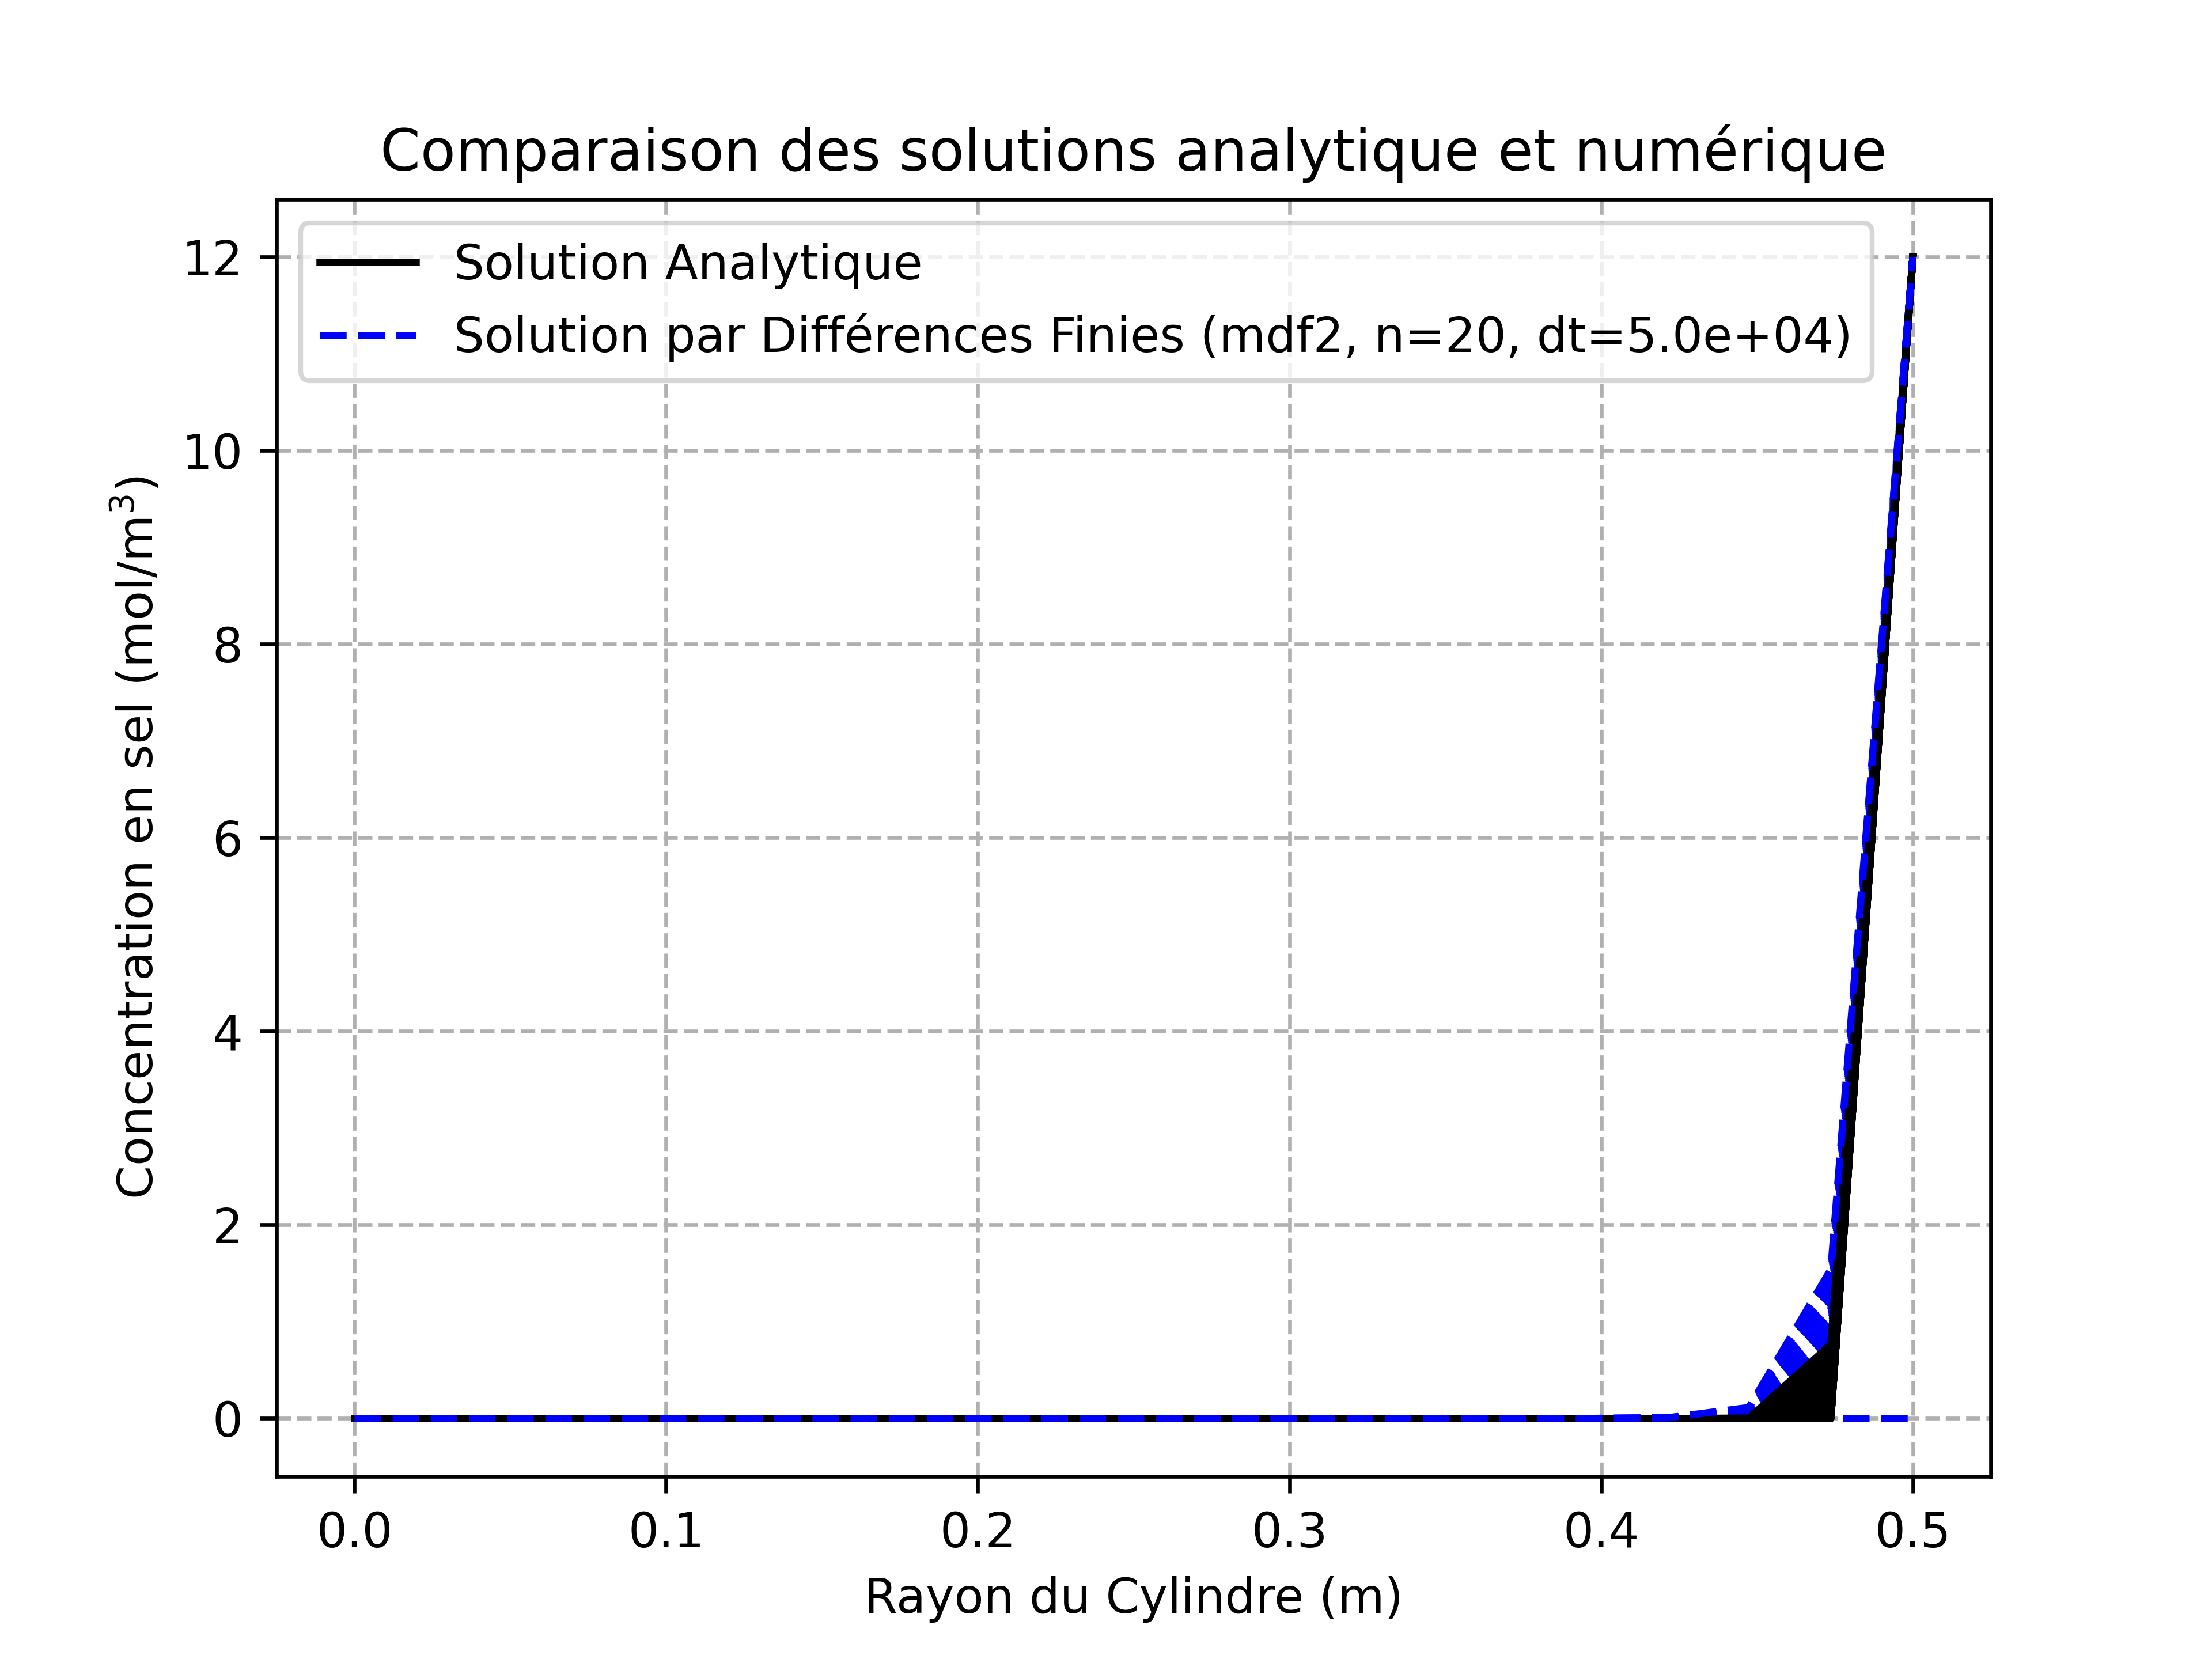 Comparaison des solutions analytique et numérique
Solution Analytique
Solution par Différences Finies (mdf2, n=20, dt=5.0e+04)
Concentration en sel (mol/m³)
12
10
8
6
4
2
0
0.0 0.1 0.2 0.3 0.4 0.5
Rayon du Cylindre (m)